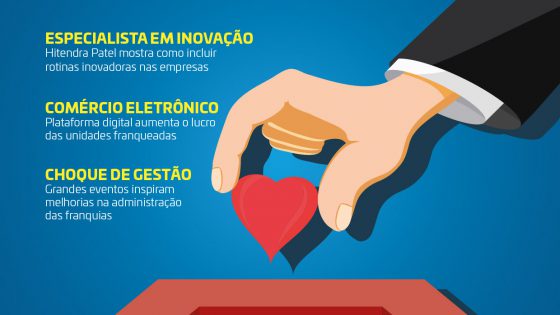 ESPECIALISTA EM INOVAÇÃO
Hitendra Patel mostra como incluir
rotinas inovadoras nas empresas
COMÉRCIO ELETRÔNICO
Plataforma digital aumenta o lucro
das unidades franqueadas
CHOQUE DE GESTÃO
Grandes eventos inspiram
melhorias na administração
das franquias